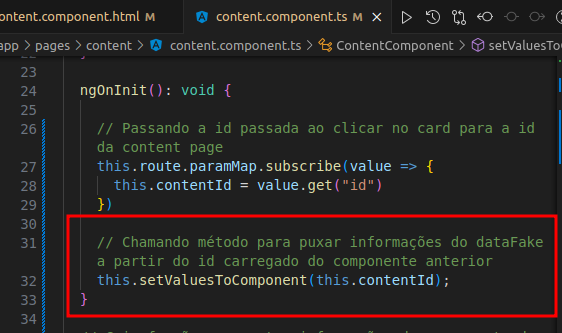 ontent.component.html M
content.component.ts M
app > pages > content > content.component.ts > ContentComponent > setValuesToC
23
24 ngOnInit(): void {
25
26 // Passando a id passada ao clicar no card para a id
da content page
27 this.route.paramMap.subscribe(value => {
28 this.contentId = value.get("id")
29 })
30
31 // Chamando método para puxar informações do dataFake
a partir do id carregado do componente anterior
32 this.setValuesToComponent(this.contentId);
33 }
34